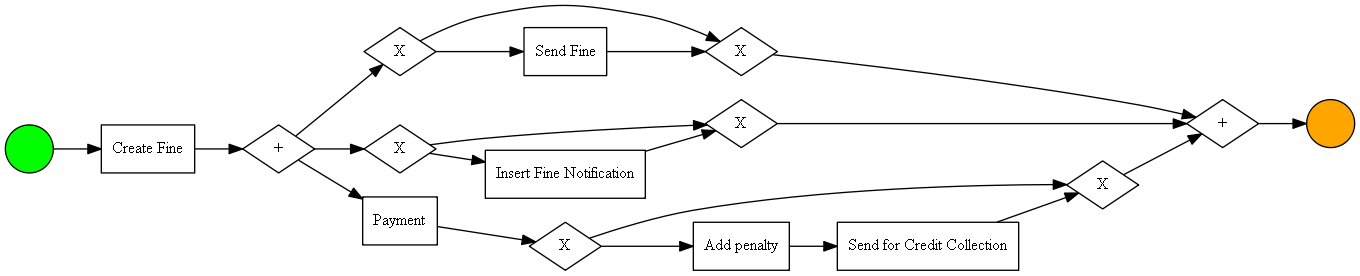 X
Send Fine
X
Create Fine
+
X
Insert Fine Notification
X
+
Payment
X
Add penalty
Send for Credit Collection
X